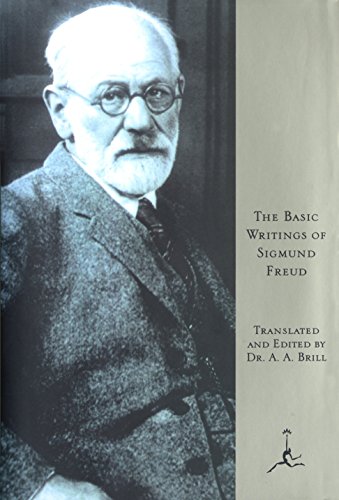 The Basic
Writings of
Sigmund
Freud
Translated
and Edited by
Dr. A. A. Brill